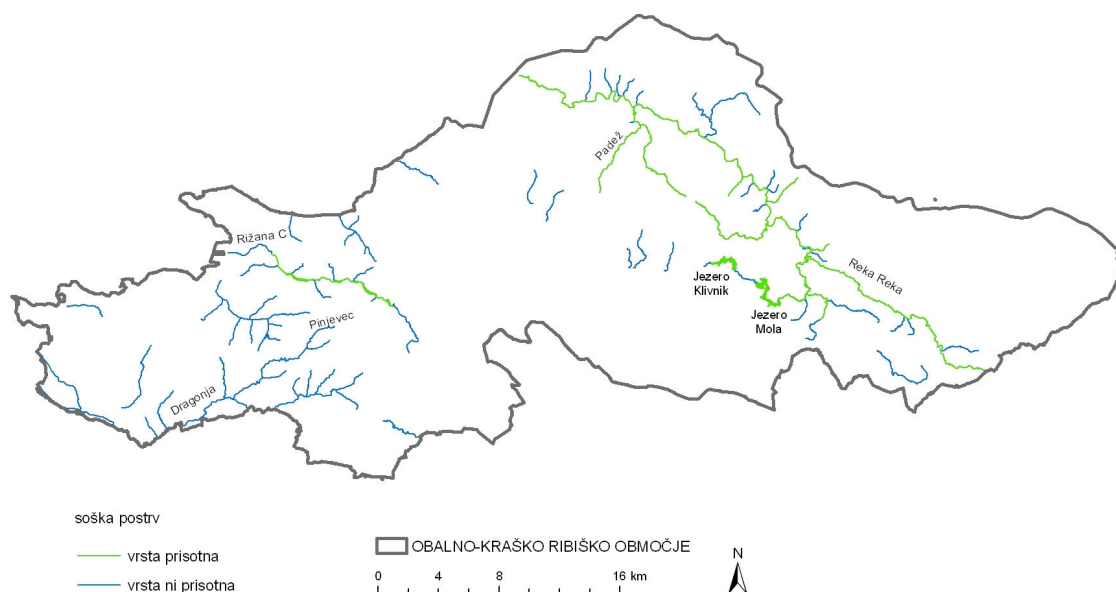 Padež
Rižana C
Reka Reka
Jezero
Klivnik
Jezero
Mola
Pinjevec
Dragonja
soška postrv
vrsta prisotna
vrsta ni prisotna
OBALNO-KRAŠKO RIBIŠKO OBMOČJE
0 4 8 16 km
N